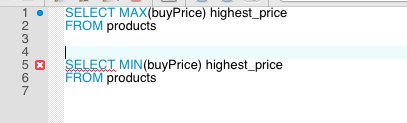 1 SELECT MAX(buyPrice) highest_price
2 FROM products
3
4
5 SELECT MIN(buyPrice) highest_price
6 FROM products
7